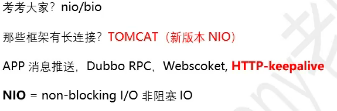 考考大家？nio/bio
那些框架有长连接？TOMCAT（新版本 NIO）
APP 消息推送，Dubbo RPC、Webscoket, HTTP-keepalive
NIO = non-blocking I/O 非阻塞 IO